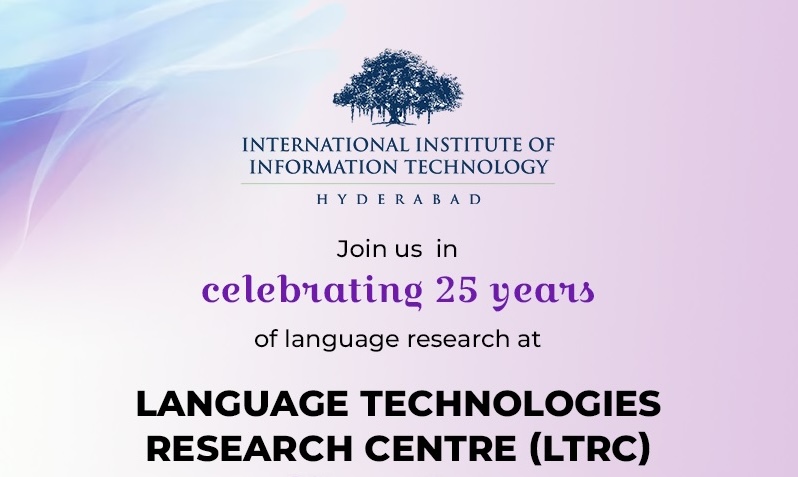 INTERNATIONAL INSTITUTE OF
INFORMATION TECHNOLOGY
HYDERABAD
Join us in
celebrating 25 years
of language research at
LANGUAGE TECHNOLOGIES
RESEARCH CENTRE (LTRC)